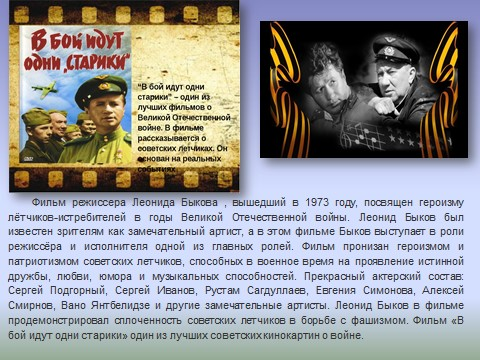 В БОЙ ИДУТ
ОДНИ „СТАРИКИ"
"В бой идут одни
старики" – один из
лучших фильмов о
Великой Отечественной
войне. В фильме
рассказывается о
советских летчиках. Он
основан на реальных
событиях
DVD
Фильм режиссера Леонида Быкова , вышедший в 1973 году, посвящен героизму
лётчиков-истребителей в годы Великой Отечественной войны. Леонид Быков был
известен зрителям как замечательный артист, а в этом фильме Быков выступает в роли
режиссёра и исполнителя одной из главных ролей. Фильм пронизан героизмом и
патриотизмом советских летчиков, способных в военное время на проявление истинной
дружбы, любви, юмора и музыкальных способностей. Прекрасный актерский состав:
Сергей Подгорный, Сергей Иванов, Рустам Сагдуллаев, Евгения Симонова, Алексей
Смирнов, Вано Янтбелидзе и другие замечательные артисты. Леонид Быков в фильме
продемонстрировал сплоченность советских летчиков в борьбе с фашизмом. Фильм «В
бой идут одни старики» один из лучших советских кинокартин о войне.